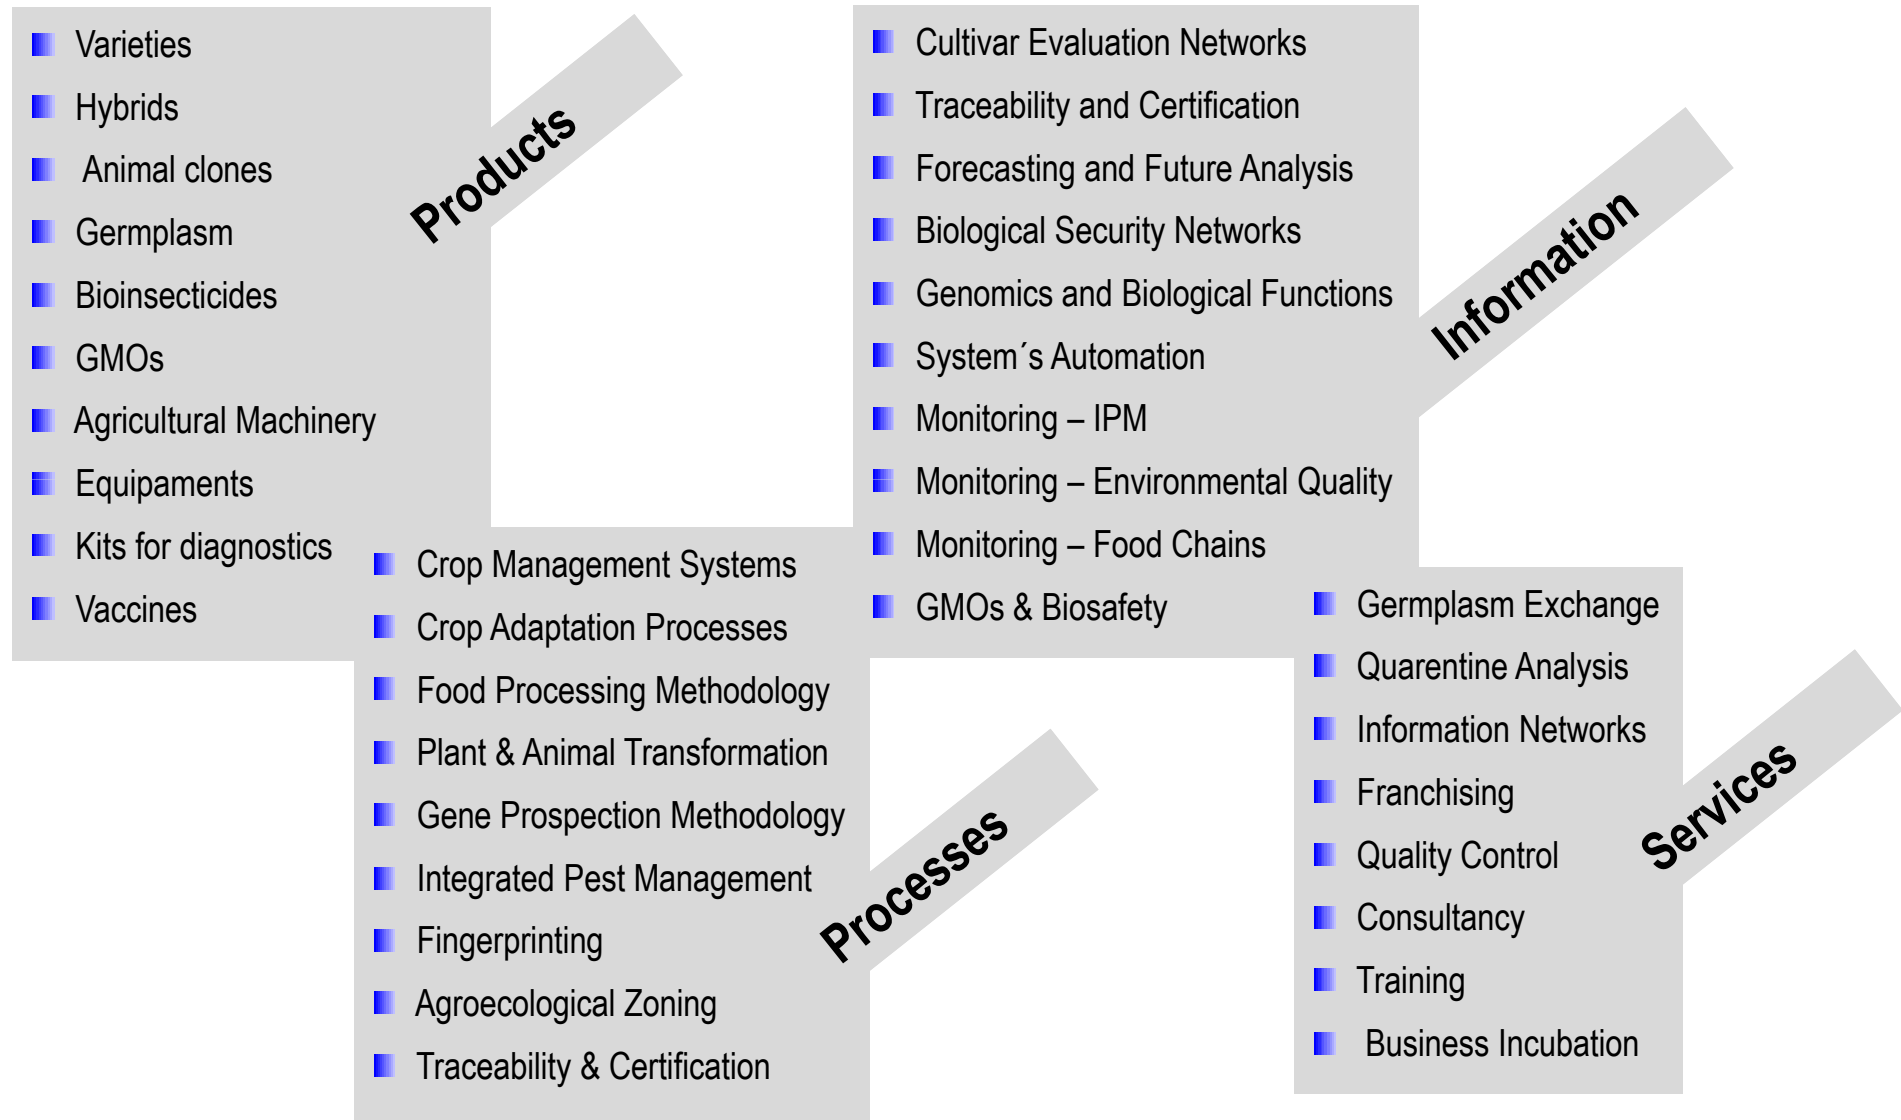 Varieties
Hybrids
Animal clones
Germplasm
Bioinsecticides
GMOs
Agricultural Machinery
Equipaments
Kits for diagnostics
Vaccines
Products
Crop Management Systems
Crop Adaptation Processes
Food Processing Methodology
Plant & Animal Transformation
Gene Prospection Methodology
Integrated Pest Management
Fingerprinting
Agroecological Zoning
Traceability & Certification
Processes
Cultivar Evaluation Networks
Traceability and Certification
Forecasting and Future Analysis
Biological Security Networks
Genomics and Biological Functions
System´s Automation
Monitoring – IPM
Monitoring – Environmental Quality
Monitoring – Food Chains
GMOs & Biosafety
Information
Germplasm Exchange
Quarentine Analysis
Information Networks
Franchising
Quality Control
Consultancy
Training
Business Incubation
Services